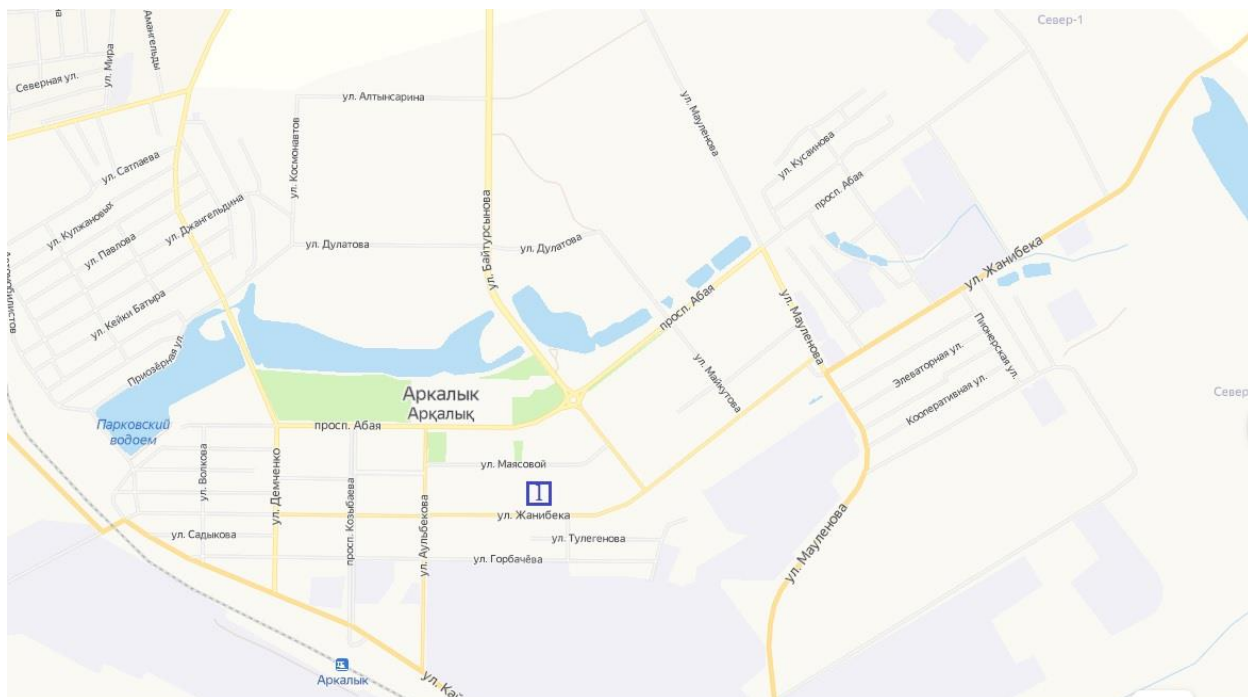 Север-1
ул. Мира
Амангельды
Северная ул.
ул. Алтынсарина
ул. Мауленова
ул. Кусаинова
ул. Сатпаева
ул. Космонавтов
просп. Абая
ул. Кулжановых
ул. Джангельдина
ул. Павлова
ул. Байтурсынова
ул. Дулатова
ул. Дулатова
ул. Жанибека
ул. Кейки Батыра
просп. Абая
ул. Мауленова
Приозёрная ул.
Пионерская ул.
Элеваторная ул.
ул. Майкутова
Аркалык
Арқалық
Кооперативная ул.
Север
Парковский
водоем
просп. Абая
ул. Волкова
ул. Демченко
ул. Маясовой
просп. Козыбаева
ул. Аульбекова
ул. Жанибека
ул. Садыкова
ул. Тулегенова
ул. Горбачёва
ул. Мауленова
Аркалык